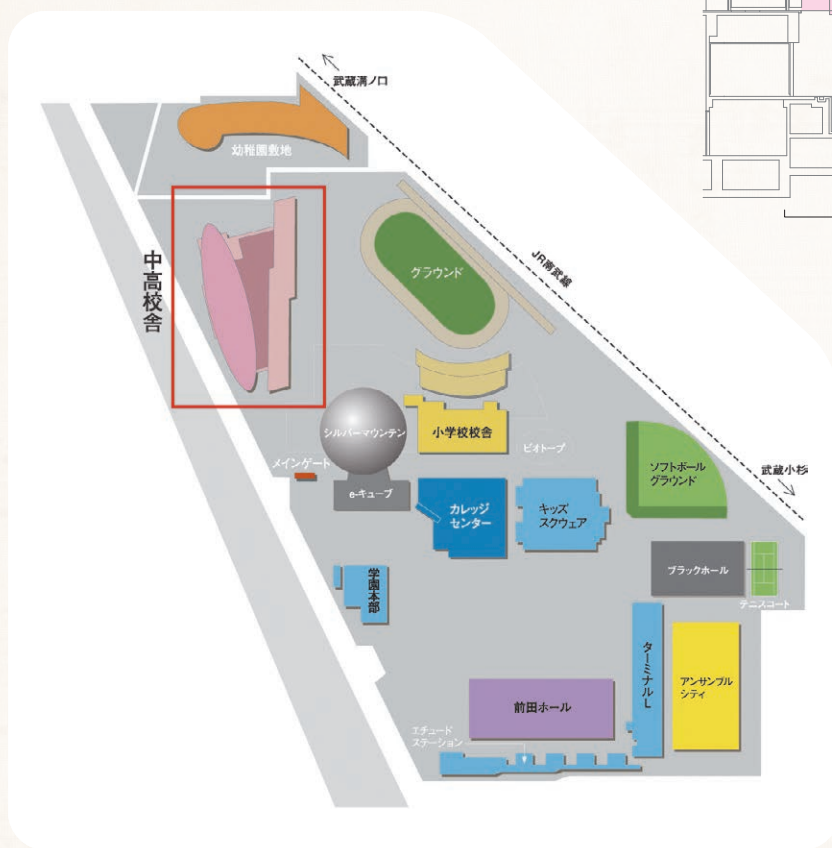 武蔵溝ノ口
幼稚園敷地
中高校舎
グラウンド
JR南武線
シルバーマウンテン
小学校校舎
ビオトープ
ソフトボール
グラウンド
武蔵小杉
メインゲート
e-キューブ
カレッジ
センター
キッズ
スクウェア
学園本部
ブラックホール
テニスコート
ターミナルL
アンサンブル
シティ
前田ホール
エチュード
ステーション